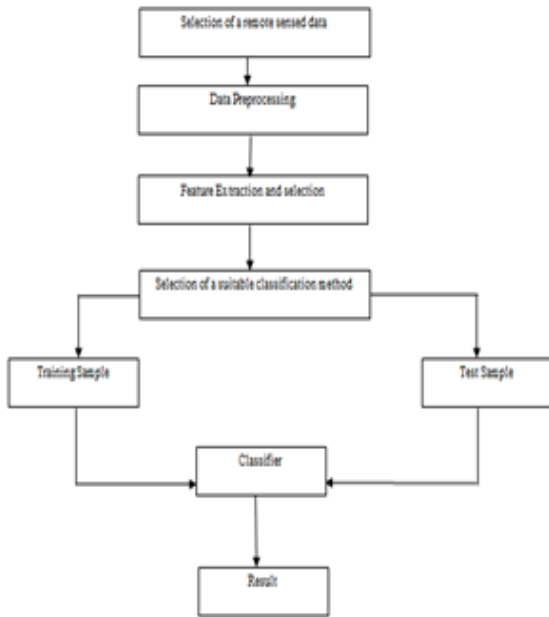 Selection of a remote sensed data
Data Preprocessing
Feature Extraction and selection
Selection of a suitable classification method
Training Sample
Test Sample
Classifier
Result